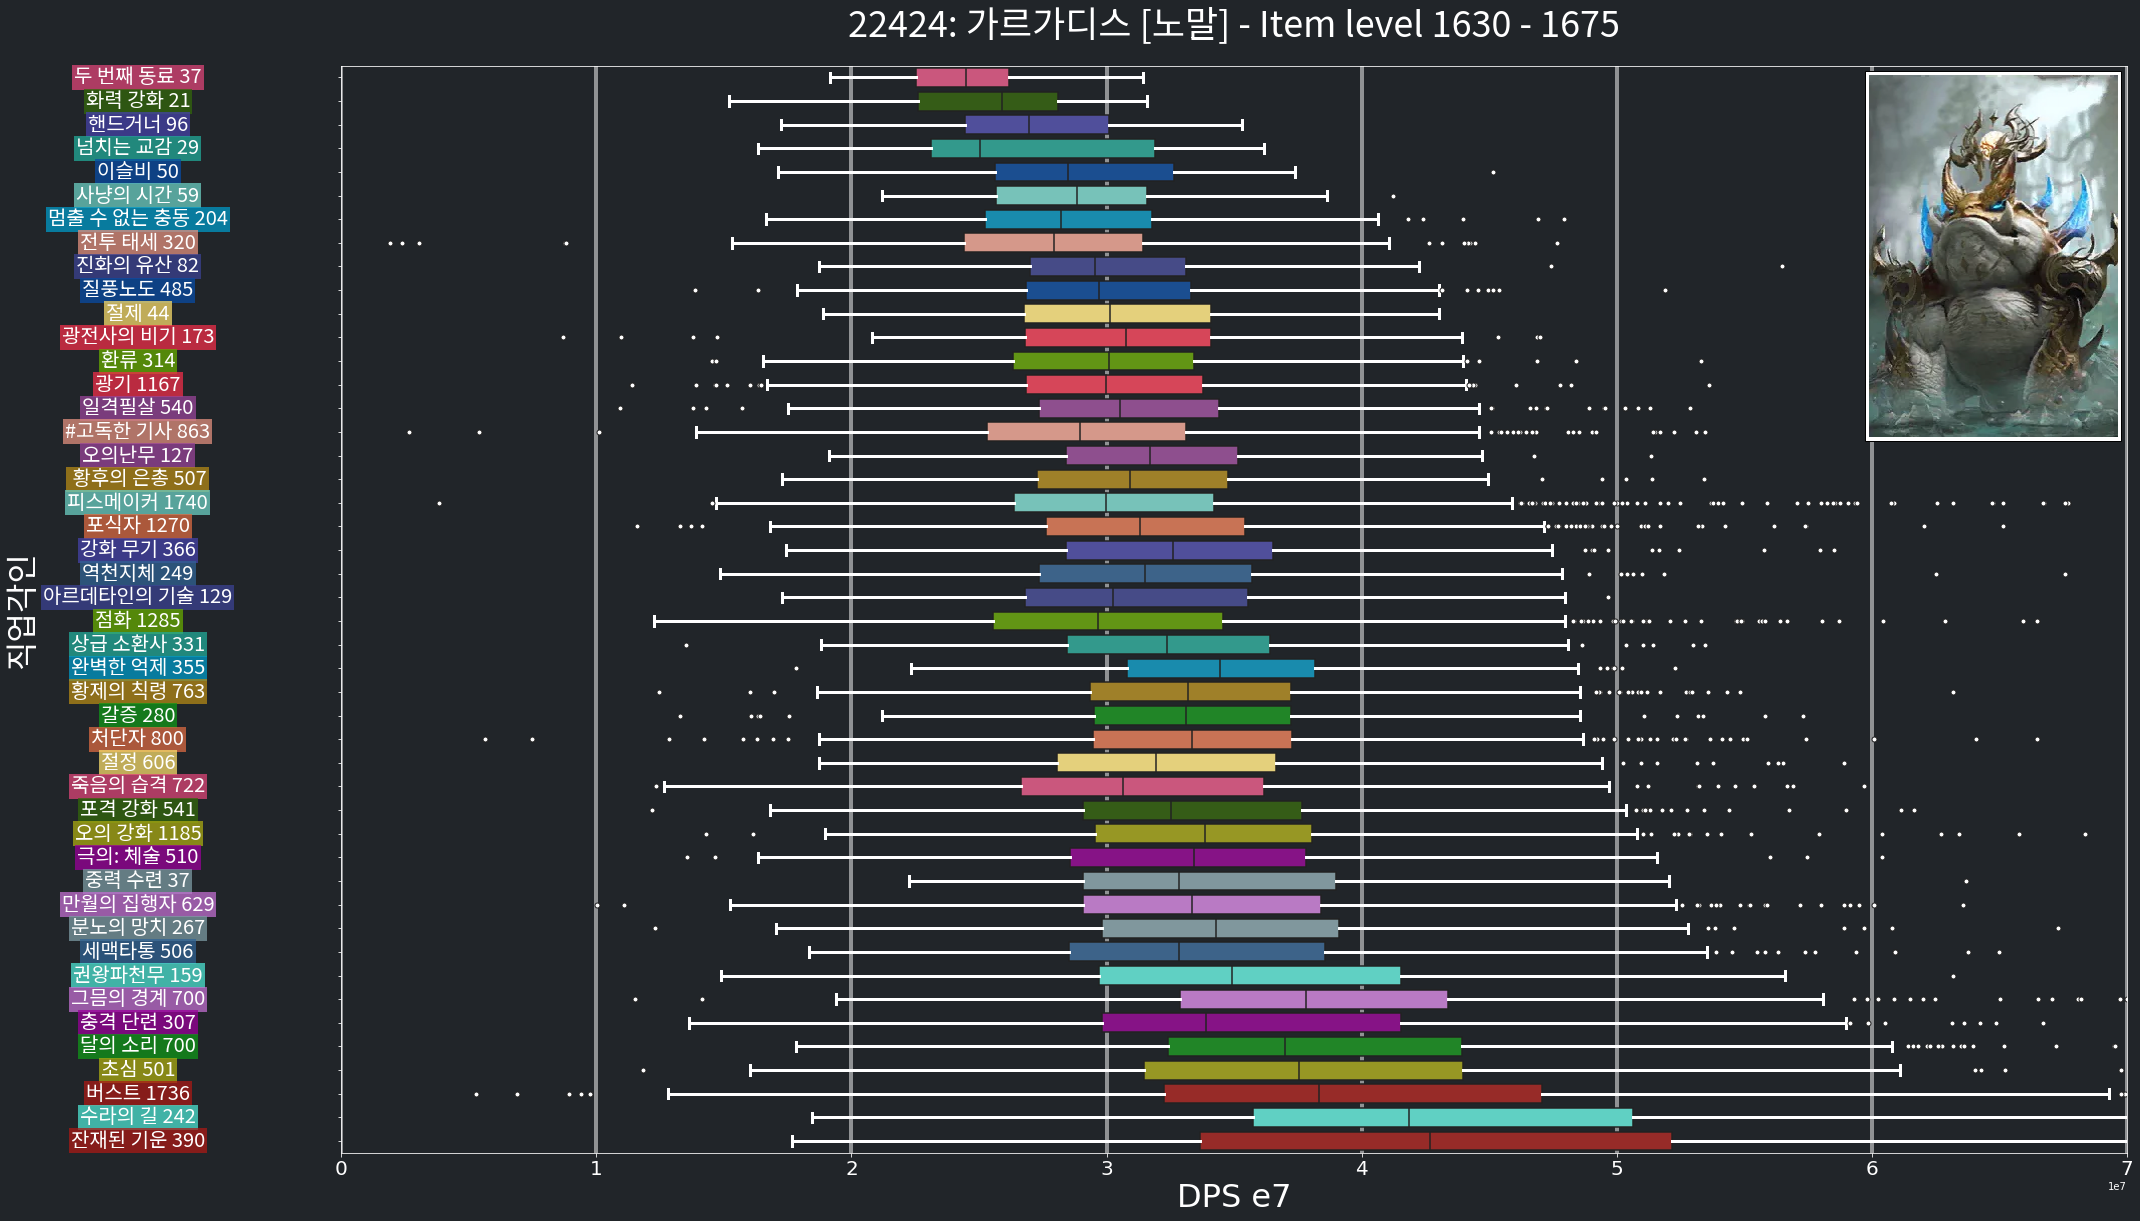 22424: 가르가디스 [노말] - Item level 1630 - 1675
두 번째 동료 37
화력 강화 21
핸드거너 96
넘치는 교감 29
이슬비 50
사냥의 시간 59
멈출 수 없는 충동 204
전투 태세 320
진화의 유산 82
질풍노도 485
절제 44
광전사의 비기 173
환류 314
광기 1167
일격필살 540
#고독한 기사 863
오의난무 127
황후의 은총 507
피스메이커 1740
포식자 1270
강화 무기 366
역천지체 249
아르데타인의 기술 129
점화 1285
상급 소환사 331
완벽한 억제 355
황제의 칙령 763
갈증 280
처단자 800
절정 606
죽음의 습격 722
포격 강화 541
오의 강화 1185
극의: 체술 510
중력 수련 37
만월의 집행자 629
분노의 망치 267
세맥타통 506
권왕파천무 159
그믐의 경계 700
충격 단련 307
달의 소리 700
초심 501
버스트 1736
수라의 길 242
잔재된 기운 390
직업각인
0 1 2 3 4 5 6 7
1e7
DPS e7